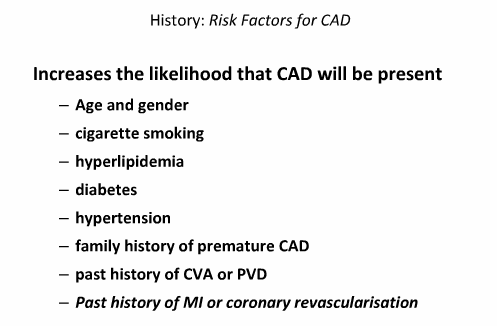 History: Risk Factors for CAD
Increases the likelihood that CAD will be present
– Age and gender
– cigarette smoking
– hyperlipidemia
– diabetes
– hypertension
– family history of premature CAD
– past history of CVA or PVD
– Past history of MI or coronary revascularisation